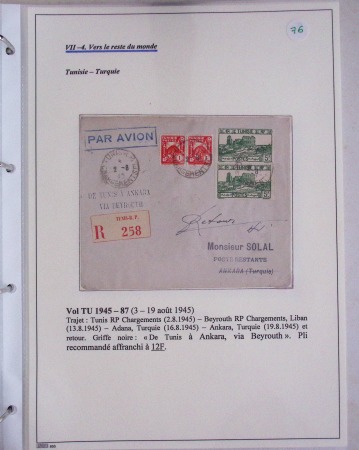 76
VII –4. Vers le reste du monde
Tunisie – Turquie
PAR AVION
TUNISIE
DE TUNIS A ANKARA
VIA BEYROUTH
TUNIS R. P.
R 258
Retour
Monsieur SOLAL
POSTE RESTANTE
ANKARA (Turquie)
Vol TU 1945 – 87 (3 – 19 août 1945)
Trajet : Tunis RP Chargements (2.8.1945) – Beyrouth RP Chargements, Liban
(13.8.1945) – Adana, Turquie (16.8.1945) – Ankara, Turquie (19.8.1945) et
retour. Griffe noire : « De Tunis à Ankara, via Beyrouth ». Pli
recommandé affranchi à 12F.